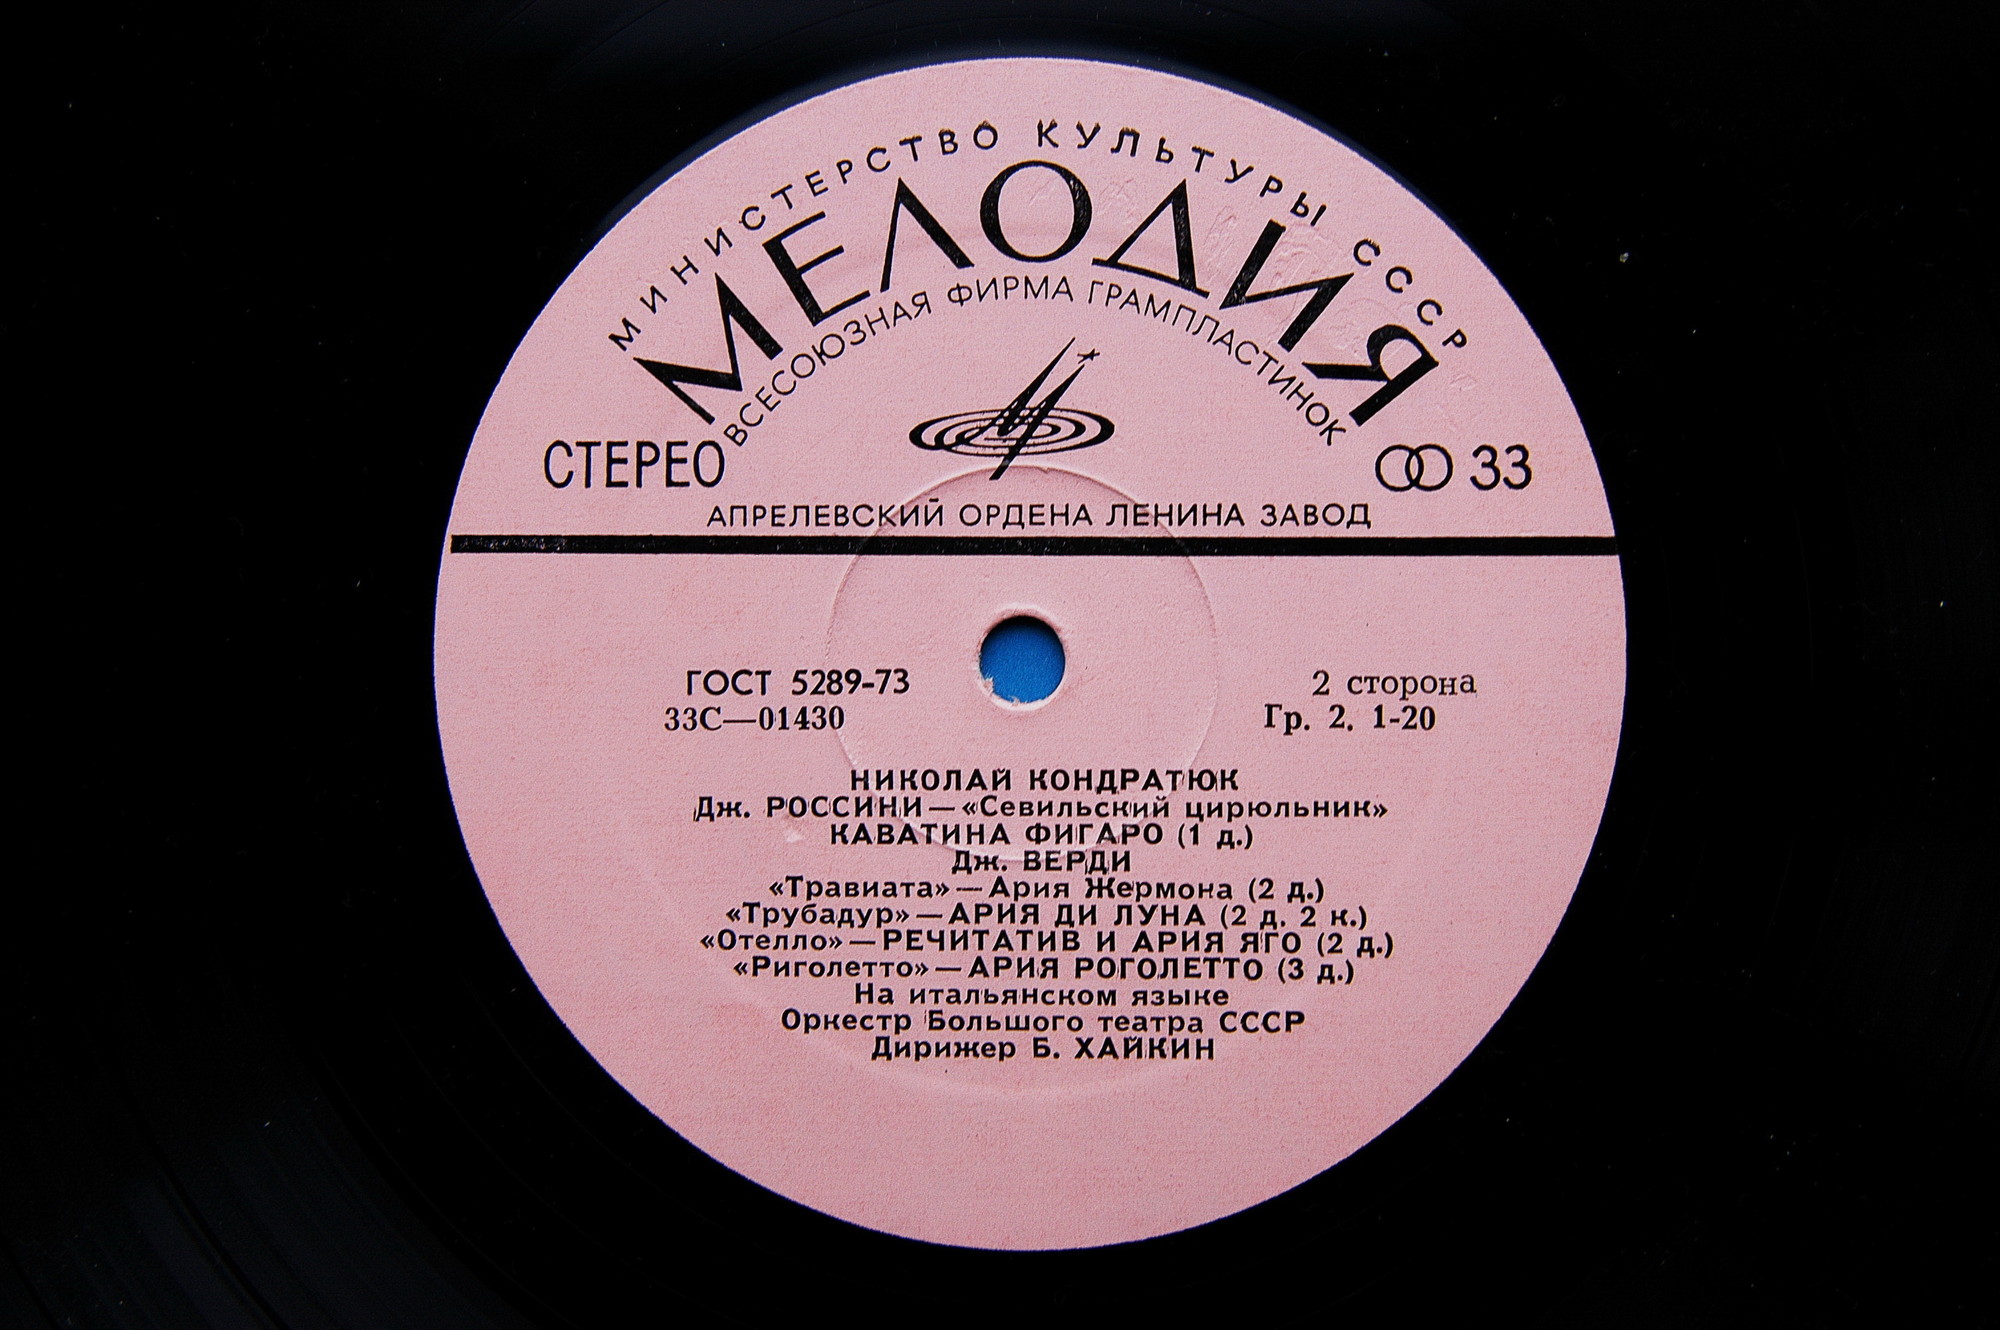 МИНИСТЕРСТВО КУЛЬТУРЫ СССР
МЕЛОДИЯ
ВСЕСОЮЗНАЯ ФИРМА ГРАМПЛАСТИНОК
СТЕРЕО
33
АПРЕЛЕВСКИЙ ОРДЕНА ЛЕНИНА ЗАВОД
ГОСТ 5289-73
2 сторона
33С—01430
Гр. 2. 1-20
НИКОЛАЙ КОНДРАТЮК
Дж. РОССИНИ — «Севильский цирюльник»
КАВАТИНА ФИГАРО (1 д.)
Дж. ВЕРДИ
«Травиата» — Ария Жермона (2 д.)
«Трубадур» — АРИЯ ДИ ЛУНА (2 д. 2 к.)
«Отелло» — РЕЧИТАТИВ И АРИЯ ЯГО (2 д.)
«Риголетто» — АРИЯ РОГОЛЕТТО (3 д.)
На итальянском языке
Оркестр Большого театра СССР
Дирижер Б. ХАЙКИН